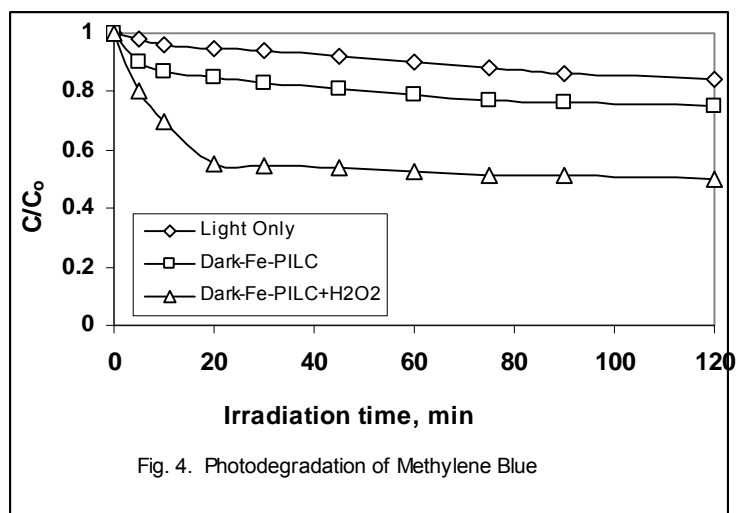 1
0.8
0.6
0.4
0.2
0
C/Co
Light Only
Dark-Fe-PILC
Dark-Fe-PILC+H2O2
0 20 40 60 80 100 120
Irradiation time, min
Fig. 4. Photodegradation of Methylene Blue